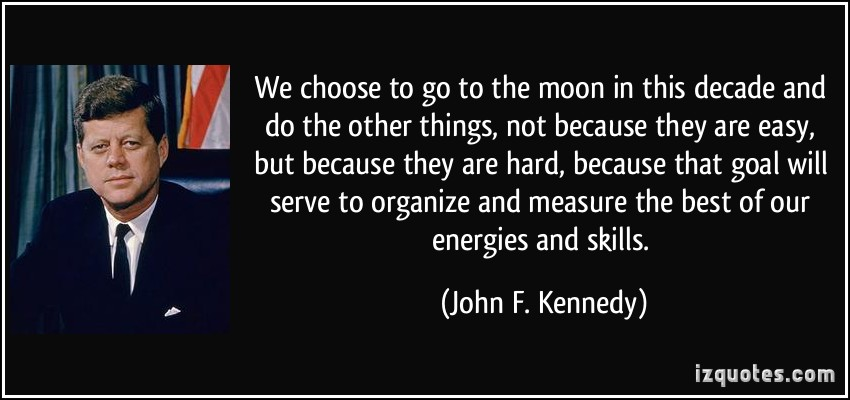 We choose to go to the moon in this decade and
do the other things, not because they are easy,
but because they are hard, because that goal will
serve to organize and measure the best of our
energies and skills.
(John F. Kennedy)
izquotes.com